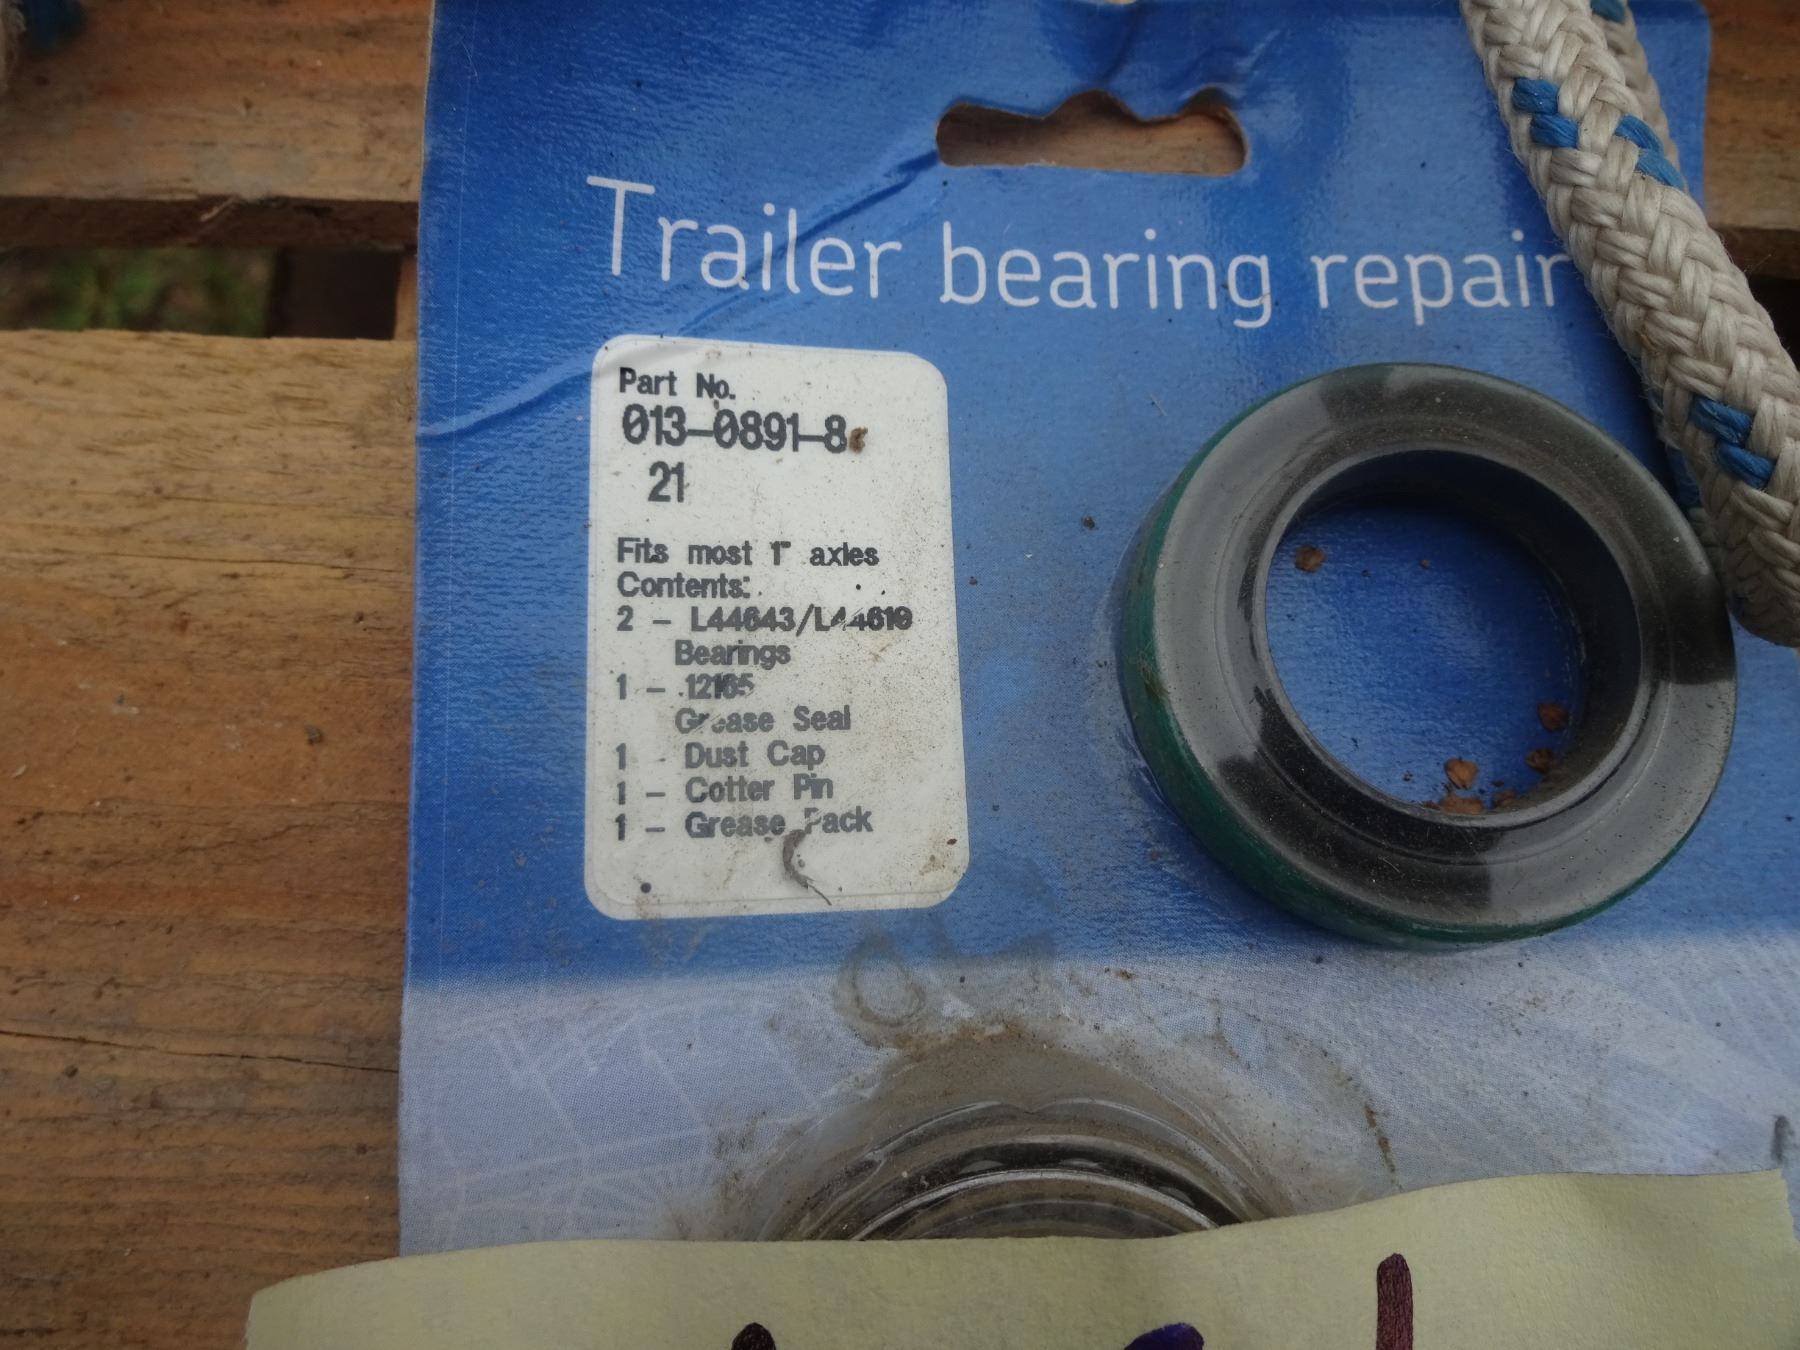 Trailer bearing repair
Part No.
013-0891-8
21
Fits most 1" axles
Contents:
2 - L44643/L44610
Bearings
1 - 12165
Grease Seal
1 - Dust Cap
1 - Cotter Pin
1 - Grease Pack